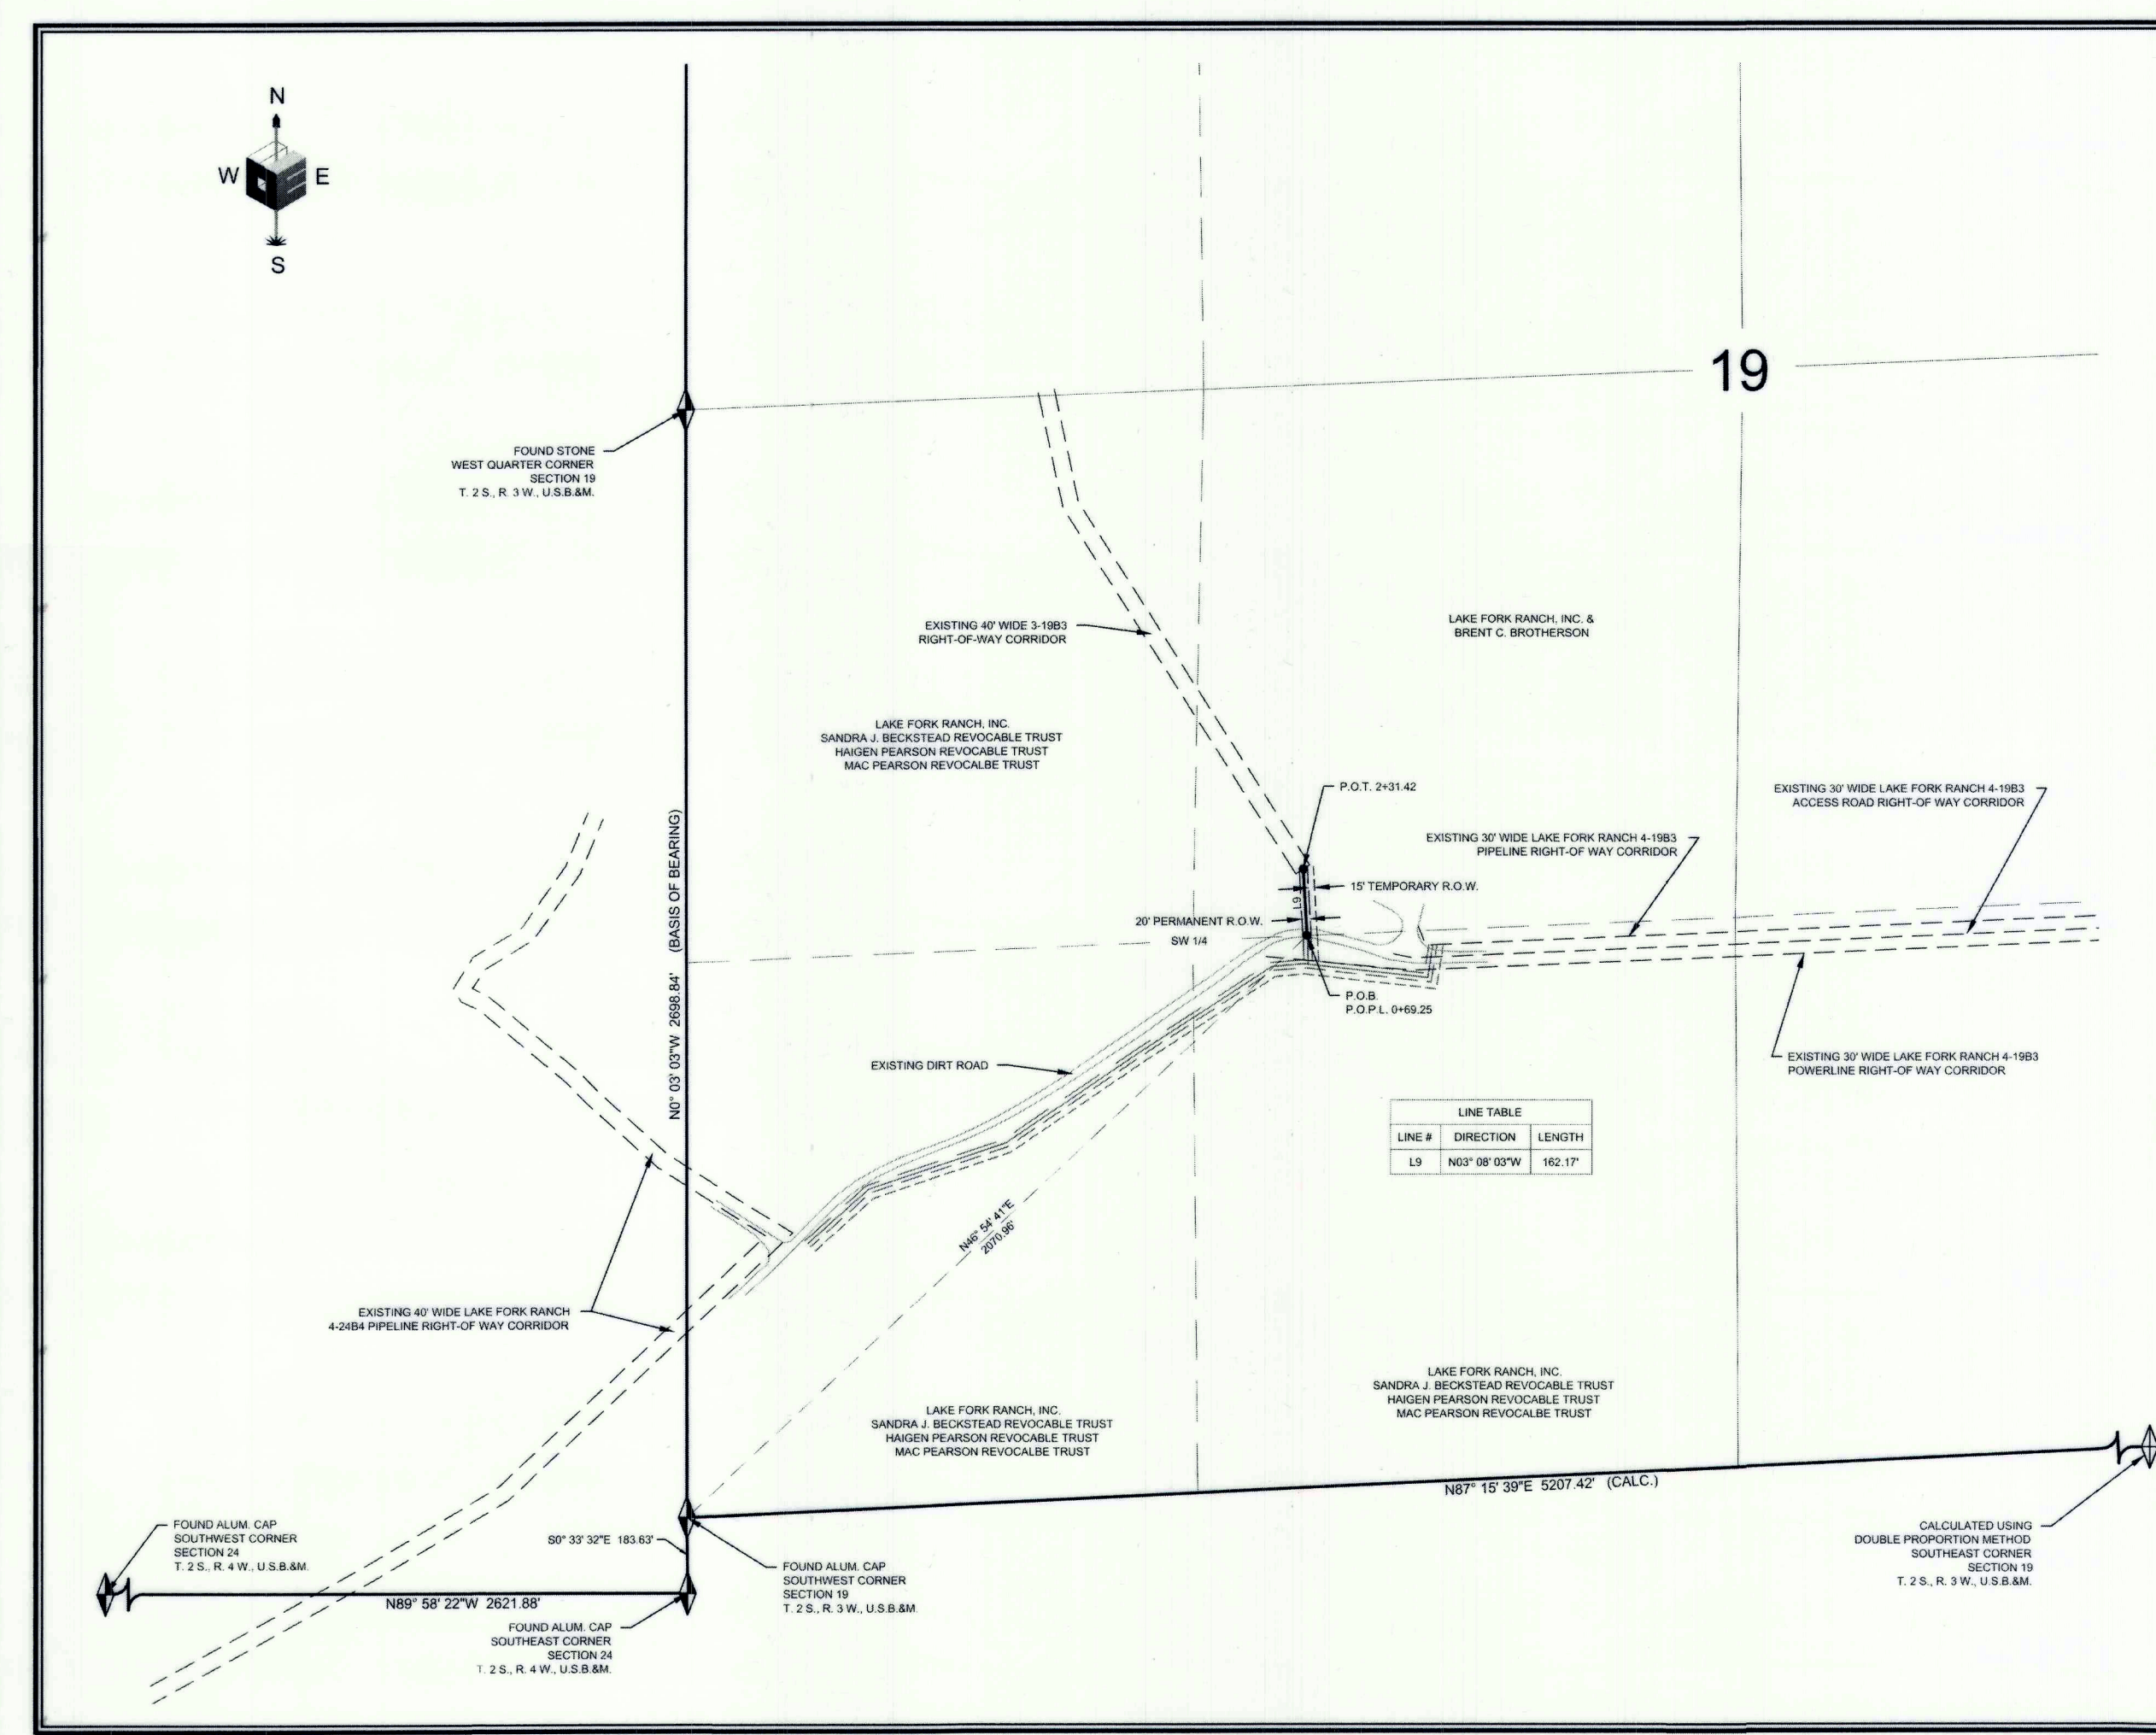 N
W
E
S
19
FOUND STONE
WEST QUARTER CORNER
SECTION 19
T. 2 S., R. 3 W., U.S.B.&M.
EXISTING 40' WIDE 3-19B3
RIGHT-OF-WAY CORRIDOR
LAKE FORK RANCH, INC. &
BRENT C. BROTHERSON
LAKE FORK RANCH, INC.
SANDRA J. BECKSTEAD REVOCABLE TRUST
HAIGEN PEARSON REVOCABLE TRUST
MAC PEARSON REVOCALBE TRUST
P.O.T. 2+31.42
EXISTING 30' WIDE LAKE FORK RANCH 4-19B3
ACCESS ROAD RIGHT-OF WAY CORRIDOR
EXISTING 30' WIDE LAKE FORK RANCH 4-19B3
PIPELINE RIGHT-OF WAY CORRIDOR
15' TEMPORARY R.O.W.
L9
20' PERMANENT R.O.W.
SW 1/4
N0° 03' 03"W 2698.84' (BASIS OF BEARING)
P.O.B.
P.O.P.L. 0+69.25
EXISTING DIRT ROAD
EXISTING 30' WIDE LAKE FORK RANCH 4-19B3
POWERLINE RIGHT-OF WAY CORRIDOR
LINE TABLE
LINE # DIRECTION LENGTH
L9 N03° 08' 03"W 162.17'
N46° 54' 41"E
2070.96'
EXISTING 40' WIDE LAKE FORK RANCH
4-24B4 PIPELINE RIGHT-OF WAY CORRIDOR
LAKE FORK RANCH, INC.
SANDRA J. BECKSTEAD REVOCABLE TRUST
HAIGEN PEARSON REVOCABLE TRUST
MAC PEARSON REVOCALBE TRUST
LAKE FORK RANCH, INC.
SANDRA J. BECKSTEAD REVOCABLE TRUST
HAIGEN PEARSON REVOCABLE TRUST
MAC PEARSON REVOCALBE TRUST
N87° 15' 39"E 5207.42' (CALC.)
FOUND ALUM. CAP
SOUTHWEST CORNER
SECTION 24
T. 2 S., R. 4 W., U.S.B.&M.
S0° 33' 32"E 183.63'
FOUND ALUM. CAP
SOUTHWEST CORNER
SECTION 19
T. 2 S., R. 3 W., U.S.B.&M.
CALCULATED USING
DOUBLE PROPORTION METHOD
SOUTHEAST CORNER
SECTION 19
T. 2 S., R. 3 W., U.S.B.&M.
N89° 58' 22"W 2621.88'
FOUND ALUM. CAP
SOUTHEAST CORNER
SECTION 24
T. 2 S., R. 4 W., U.S.B.&M.